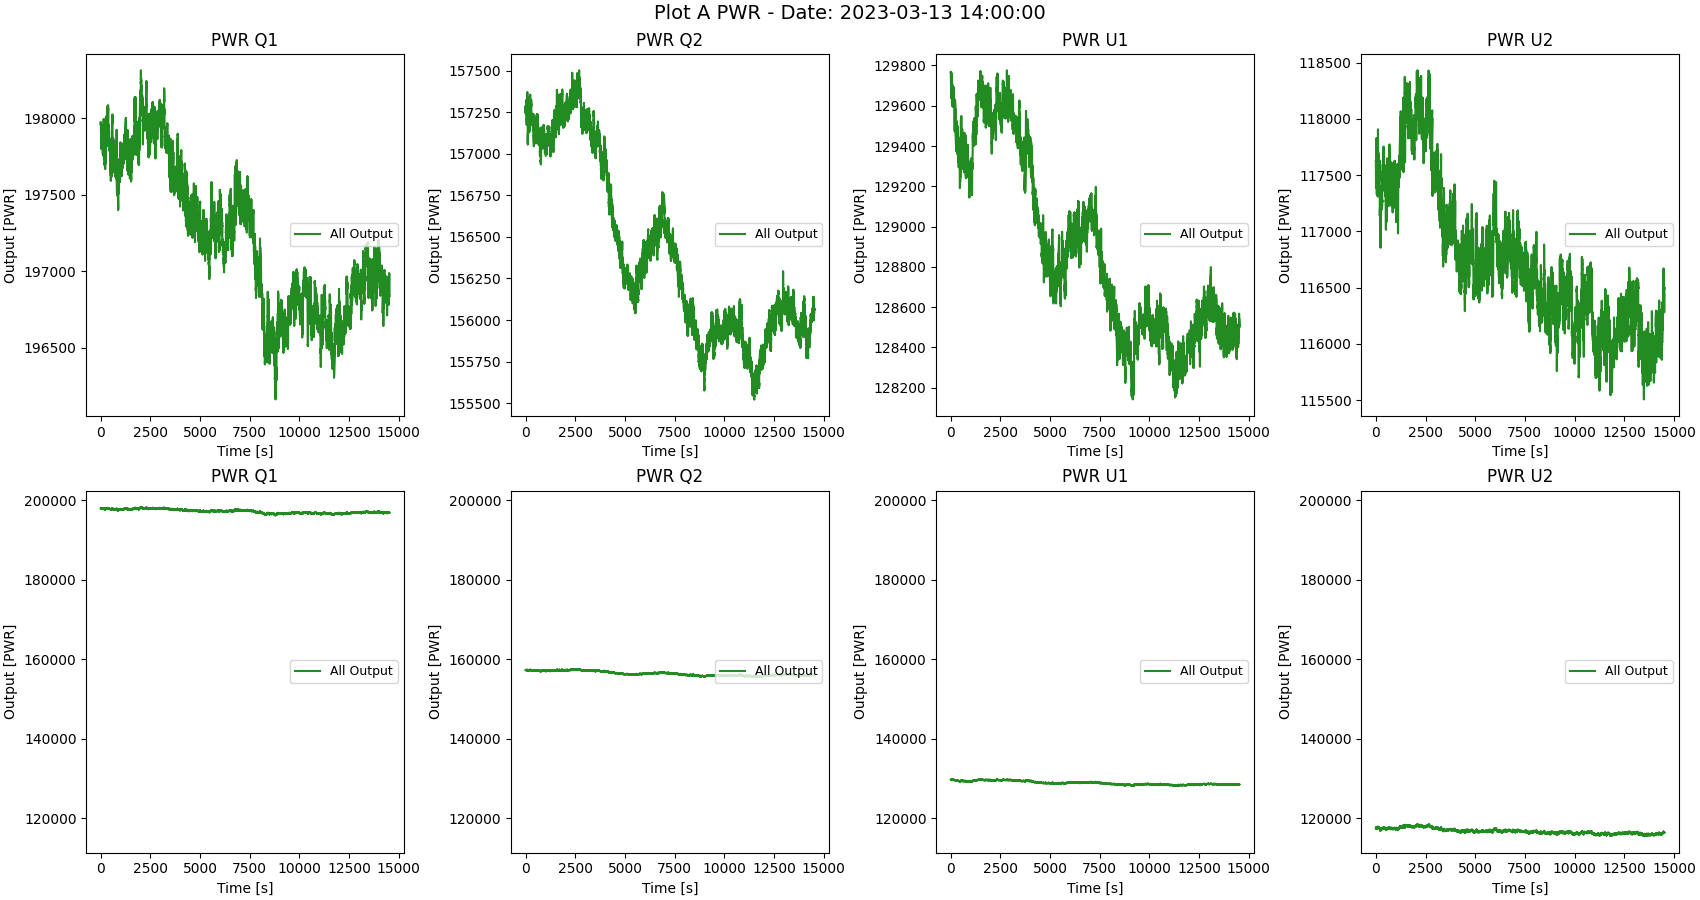 Plot A PWR - Date: 2023-03-13 14:00:00
PWR Q1
PWR Q2
PWR U1
PWR U2
Output [PWR]
198000
197500
197000
196500
All Output
0 2500 5000 7500 10000 12500 15000
Time [s]
Output [PWR]
157500
157250
157000
156750
156500
156250
156000
155750
155500
All Output
0 2500 5000 7500 10000 12500 15000
Time [s]
Output [PWR]
129800
129600
129400
129200
129000
128800
128600
128400
128200
All Output
0 2500 5000 7500 10000 12500 15000
Time [s]
Output [PWR]
118500
118000
117500
117000
116500
116000
115500
All Output
0 2500 5000 7500 10000 12500 15000
Time [s]
PWR Q1
PWR Q2
PWR U1
PWR U2
Output [PWR]
200000
180000
160000
140000
120000
All Output
0 2500 5000 7500 10000 12500 15000
Time [s]
Output [PWR]
200000
180000
160000
140000
120000
All Output
0 2500 5000 7500 10000 12500 15000
Time [s]
Output [PWR]
200000
180000
160000
140000
120000
All Output
0 2500 5000 7500 10000 12500 15000
Time [s]
Output [PWR]
200000
180000
160000
140000
120000
All Output
0 2500 5000 7500 10000 12500 15000
Time [s]